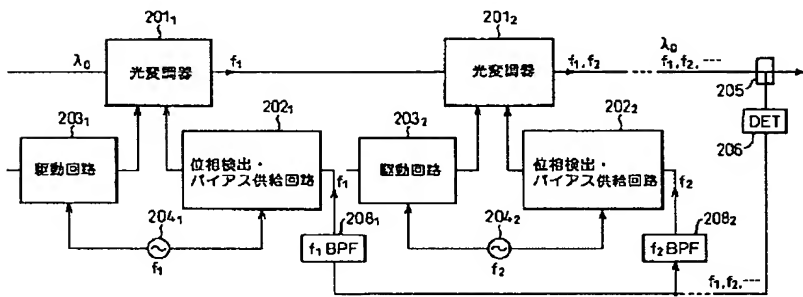 201₁
201₂
λ₀
光変調器
f₁
光変調器
f₁, f₂
λ₀
f₁, f₂, ----
205
203₁
202₁
203₂
202₂
DET
206
駆動回路
位相検出・
バイアス供給回路
f₁
駆動回路
位相検出・
バイアス供給回路
f₂
204₁
f₁
208₁
f₁ BPF
204₂
f₂
208₂
f₂ BPF
f₁, f₂, ----